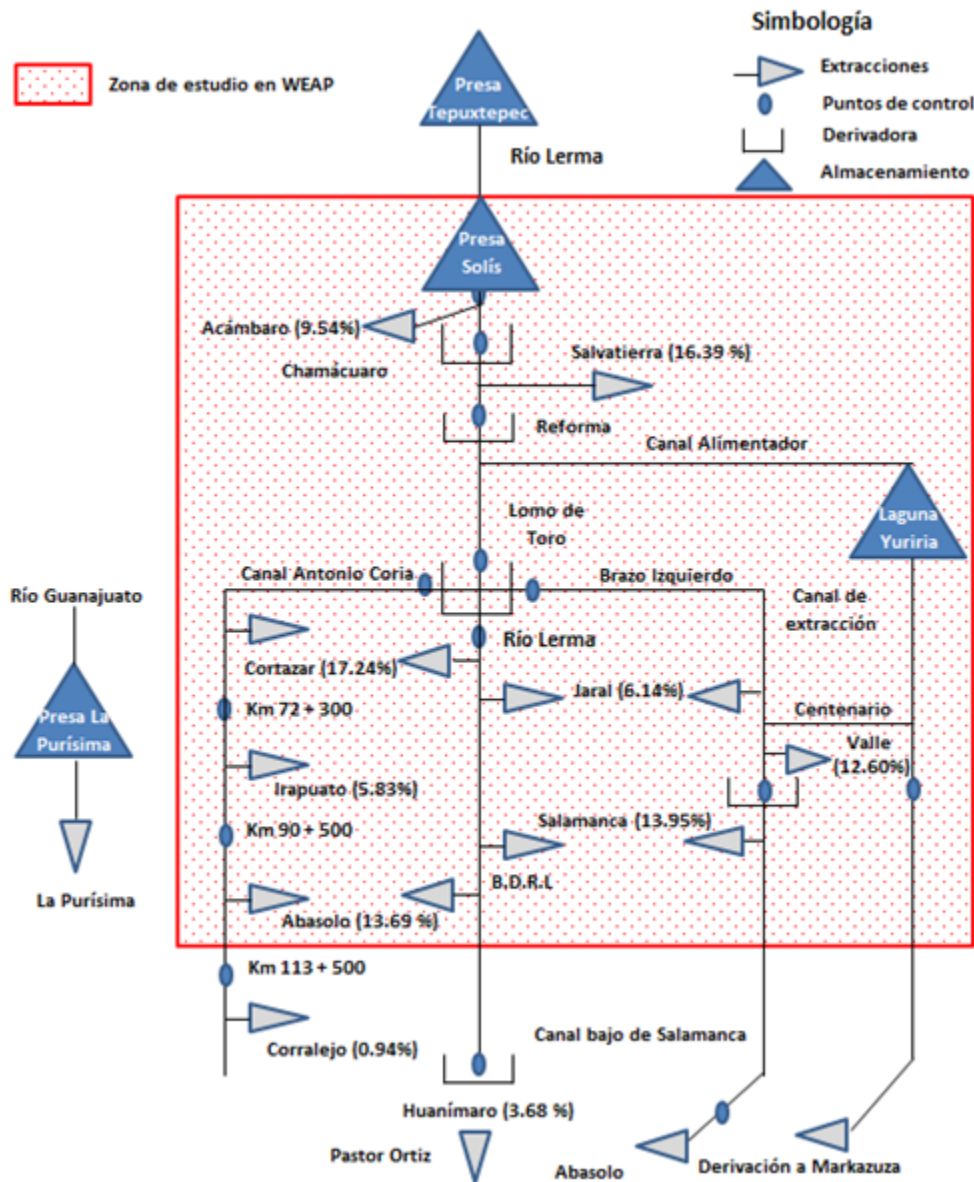 Simbología
Zona de estudio en WEAP
Extracciones
Puntos de control
Derivadora
Almacenamiento
Presa
Tepuxtepec
Río Lerma
Presa
Solís
Acámbaro (9.54%)
Chamácuaro
Salvatierra (16.39 %)
Reforma
Canal Alimentador
Laguna
Yuriria
Lomo de
Toro
Canal Antonio Coria
Brazo Izquierdo
Canal de
extracción
Río Guanajuato
Río Lerma
Cortazar (17.24%)
Jaral (6.14%)
Centenario
Presa La
Purísima
Km 72 + 300
Valle
(12.60%)
Irapuato (5.83%)
Salamanca (13.95%)
Km 90 + 500
La Purísima
B.D.R.L
Abasolo (13.69 %)
Km 113 + 500
Canal bajo de Salamanca
Corralejo (0.94%)
Huanímaro (3.68 %)
Pastor Ortiz
Abasolo
Derivación a Markazuza